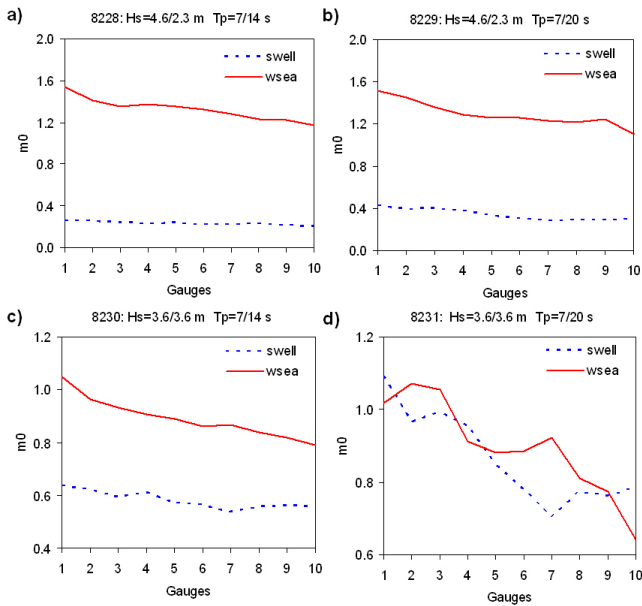 a) 8228: Hs=4.6/2.3 m Tp=7/14 s
2.0
1.6
1.2
0.8
0.4
0.0
m0
swell
wsea
1 2 3 4 5 6 7 8 9 10
Gauges
b) 8229: Hs=4.6/2.3 m Tp=7/20 s
2.0
1.6
1.2
0.8
0.4
0.0
m0
swell
wsea
1 2 3 4 5 6 7 8 9 10
Gauges
c) 8230: Hs=3.6/3.6 m Tp=7/14 s
1.2
1.0
0.8
0.6
0.4
m0
swell
wsea
1 2 3 4 5 6 7 8 9 10
Gauges
d) 8231: Hs=3.6/3.6 m Tp=7/20 s
1.2
1.0
0.8
0.6
m0
swell
wsea
1 2 3 4 5 6 7 8 9 10
Gauges